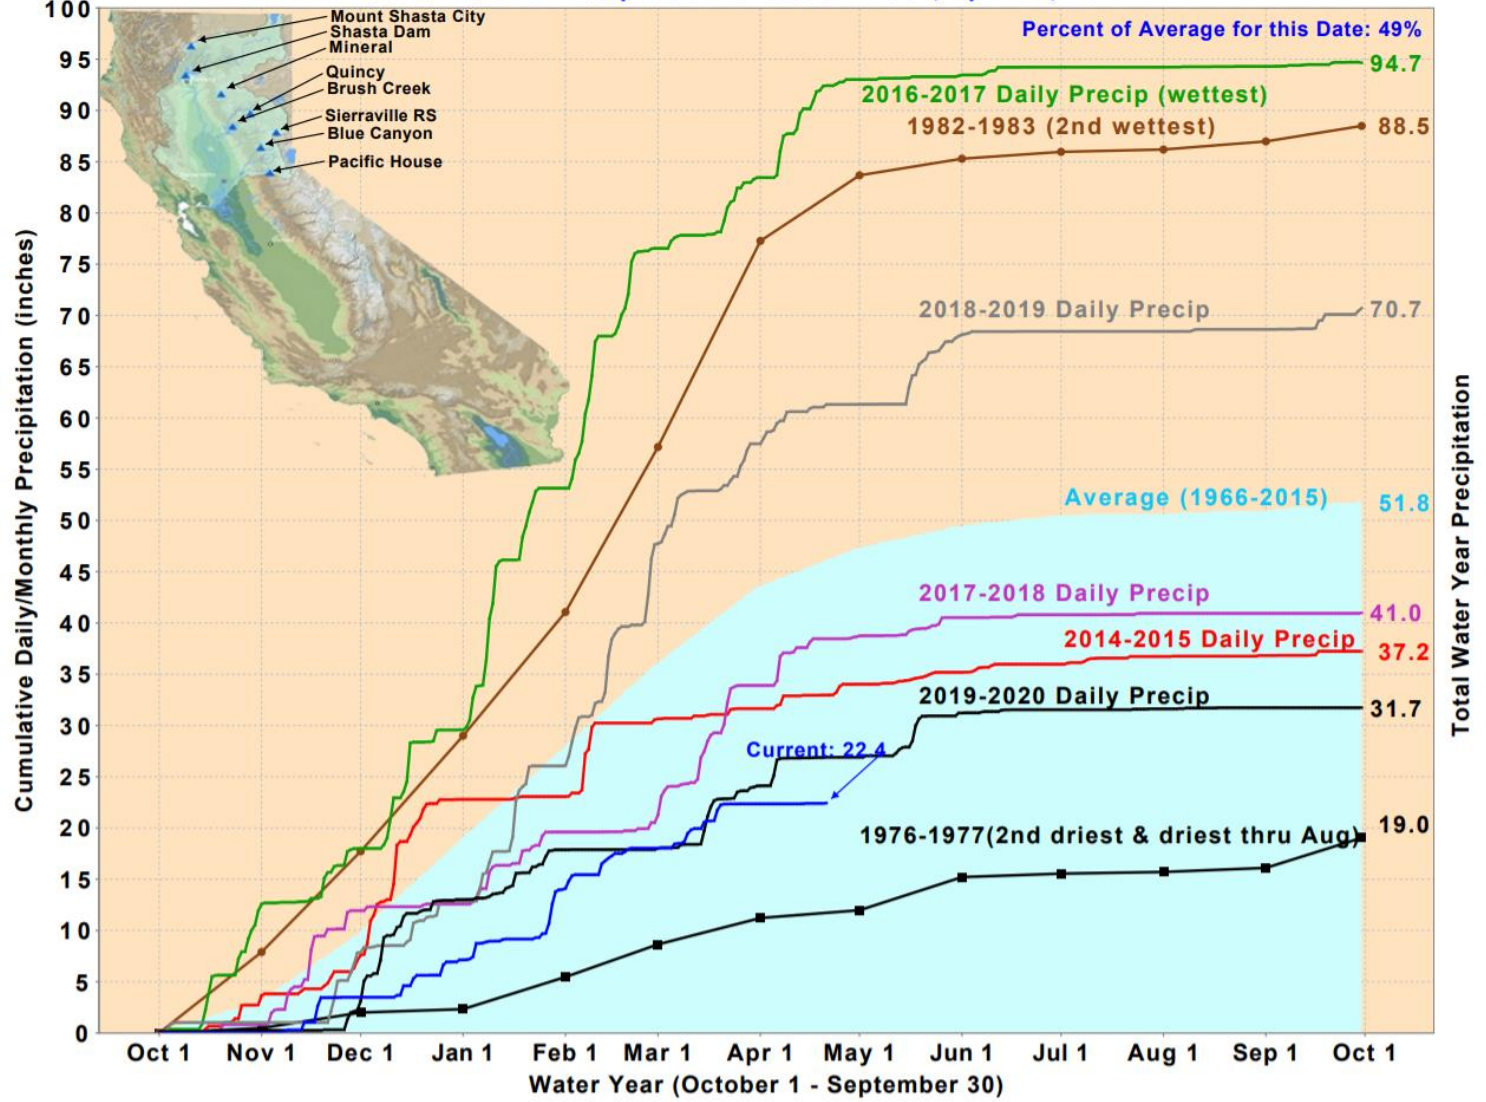 Percent of Average for this Date: 49%
Mount Shasta City
Shasta Dam
Mineral
Quincy
Brush Creek
Sierraville RS
Blue Canyon
Pacific House
2016-2017 Daily Precip (wettest)
94.7
1982-1983 (2nd wettest)
88.5
2018-2019 Daily Precip
70.7
Average (1966-2015)
51.8
2017-2018 Daily Precip
41.0
2014-2015 Daily Precip
37.2
2019-2020 Daily Precip
31.7
Current: 22.4
1976-1977(2nd driest & driest thru Aug)
19.0
Cumulative Daily/Monthly Precipitation (inches)
100
95
90
85
80
75
70
65
60
55
50
45
40
35
30
25
20
15
10
5
0
Total Water Year Precipitation
Oct 1 Nov 1 Dec 1 Jan 1 Feb 1 Mar 1 Apr 1 May 1 Jun 1 Jul 1 Aug 1 Sep 1 Oct 1
Water Year (October 1 - September 30)